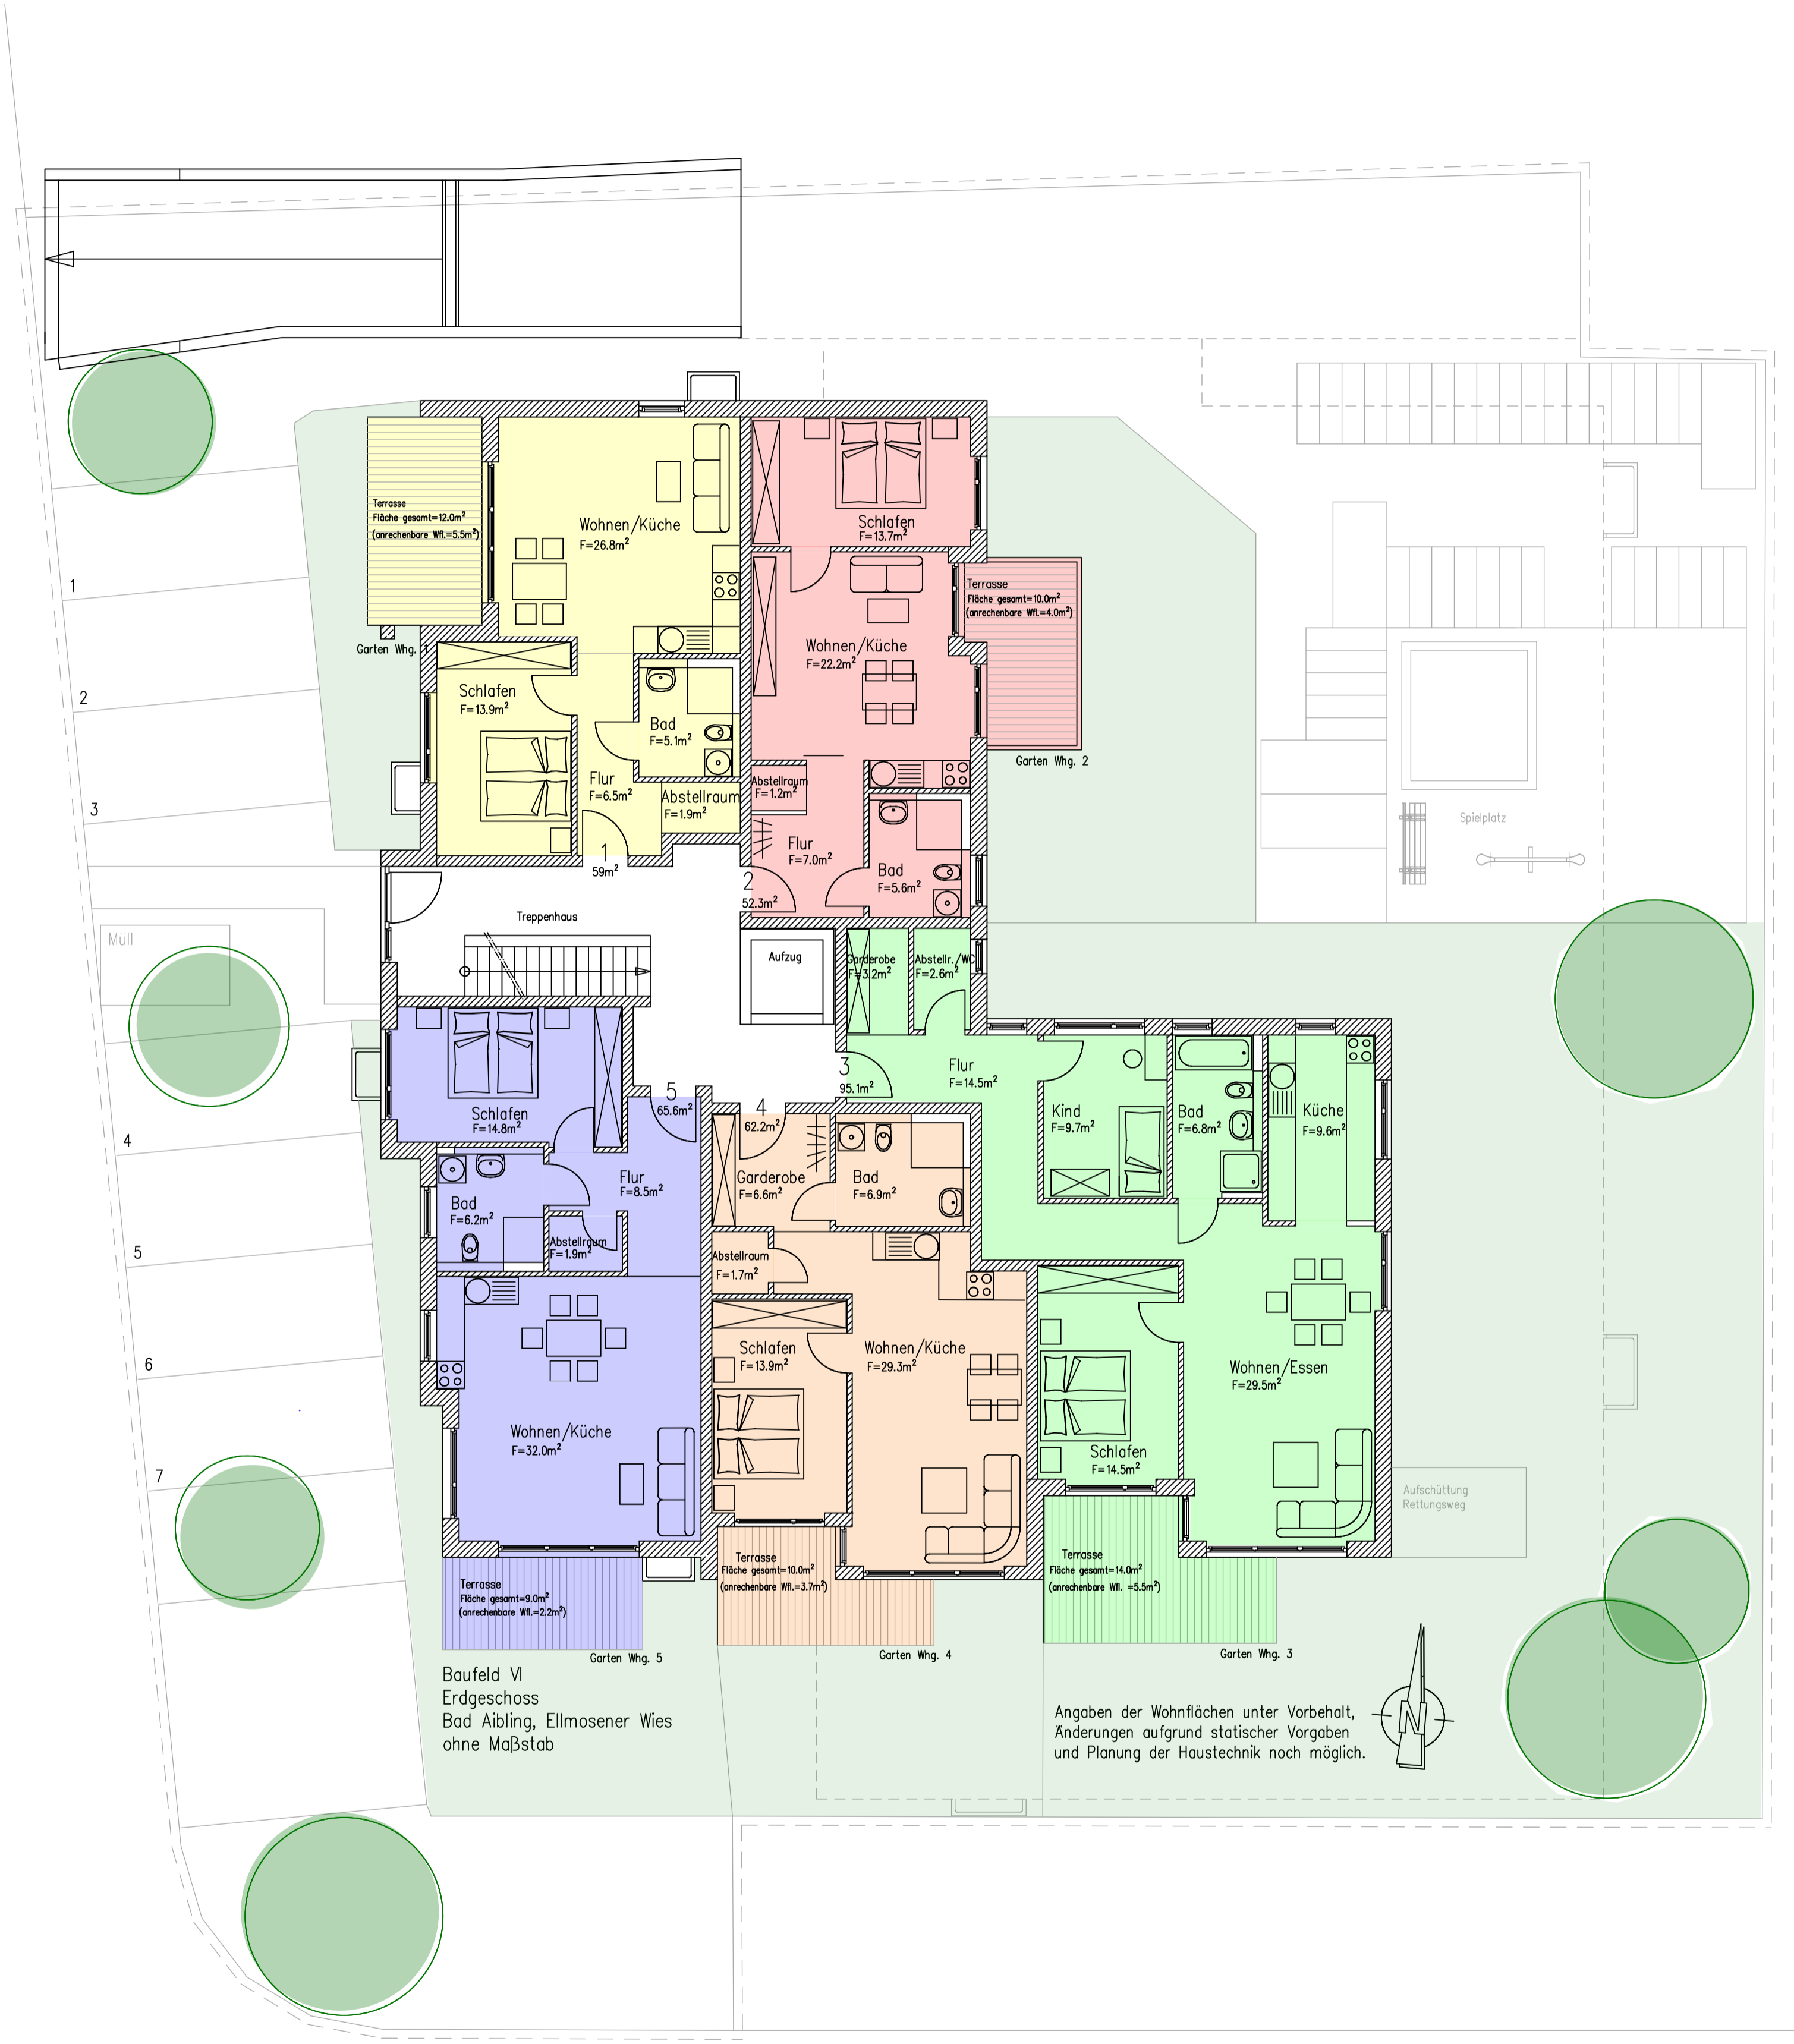 Terrasse
Fläche gesamt=12.0m²
(anrechenbare Wfl.=5.5m²)
Wohnen/Küche
F=26.8m²
Schlafen
F=13.7m²
Terrasse
Fläche gesamt=10.0m²
(anrechenbare Wfl.=4.0m²)
1
Garten Whg. 1
Wohnen/Küche
F=22.2m²
2
Schlafen
F=13.9m²
Bad
F=5.1m²
Garten Whg. 2
3
Flur
F=6.5m²
Abstellraum
F=1.9m²
Abstellraum
F=1.2m²
Spielplatz
1
59m²
Flur
F=7.0m²
2
52.3m²
Bad
F=5.6m²
Treppenhaus
Müll
Aufzug
Garderobe
F=3.2m²
Abstellr./WC
F=2.6m²
3
95.1m²
Flur
F=14.5m²
5
65.6m²
4
62.2m²
Schlafen
F=14.8m²
Kind
F=9.7m²
Bad
F=6.8m²
Küche
F=9.6m²
4
Flur
F=8.5m²
Garderobe
F=6.6m²
Bad
F=6.9m²
Bad
F=6.2m²
5
Abstellraum
F=1.9m²
Abstellraum
F=1.7m²
6
Schlafen
F=13.9m²
Wohnen/Küche
F=29.3m²
Wohnen/Essen
F=29.5m²
Wohnen/Küche
F=32.0m²
Schlafen
F=14.5m²
7
Aufschüttung
Rettungsweg
Terrasse
Fläche gesamt=9.0m²
(anrechenbare Wfl.=2.2m²)
Terrasse
Fläche gesamt=10.0m²
(anrechenbare Wfl.=3.7m²)
Terrasse
Fläche gesamt=14.0m²
(anrechenbare Wfl. =5.5m²)
Garten Whg. 5
Garten Whg. 4
Garten Whg. 3
Baufeld VI
Erdgeschoss
Bad Aibling, Ellmosener Wies
ohne Maßstab
Angaben der Wohnflächen unter Vorbehalt,
Änderungen aufgrund statischer Vorgaben
und Planung der Haustechnik noch möglich.
N